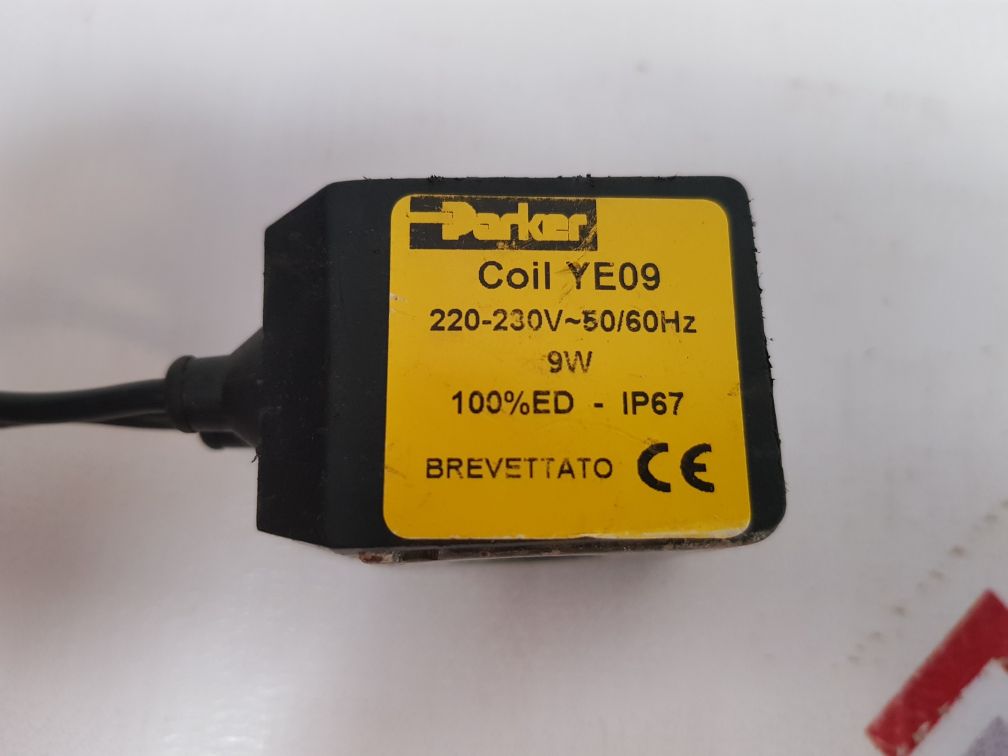 Parker
Coil YE09
220-230V~50/60Hz
9W
100%ED - IP67
BREVETTATO CE